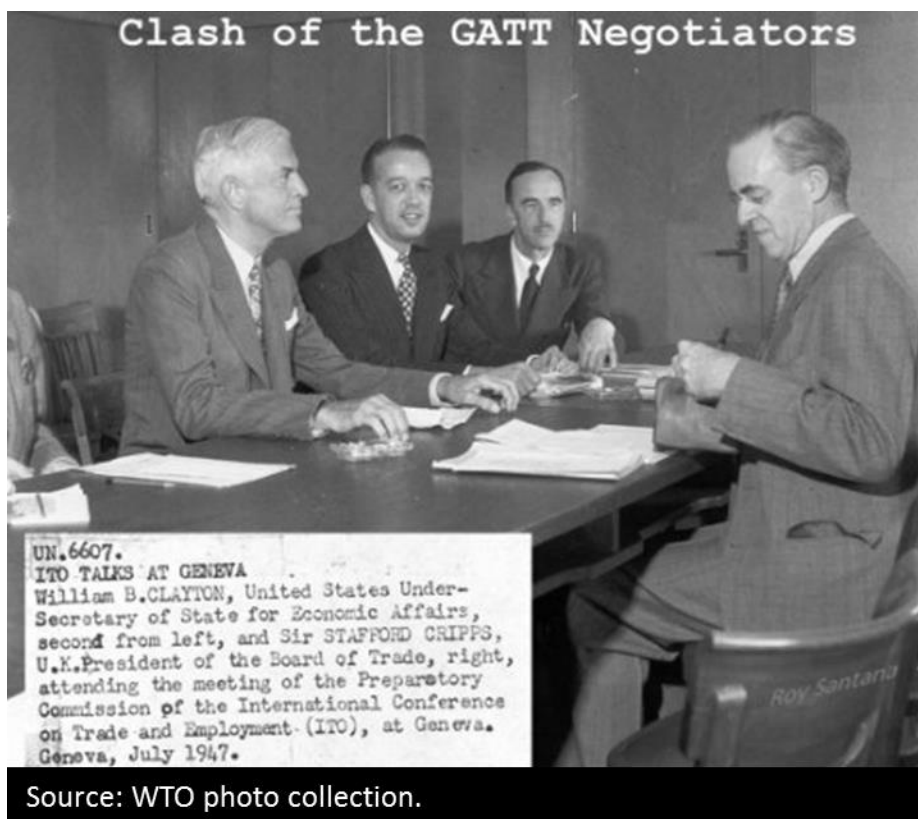 Clash of the GATT Negotiators
UN.6607.
ITO TALKS AT GENEVA
William B.CLAYTON, United States Under-
Secretary of State for Economic Affairs,
second from left, and Sir STAFFORD CRIPPS,
U.K.President of the Board of Trade, right,
attending the meeting of the Preparatory
Commission of the International Conference
on Trade and Employment (ITO), at Geneva.
Geneva, July 1947.
Roy Santana
Source: WTO photo collection.